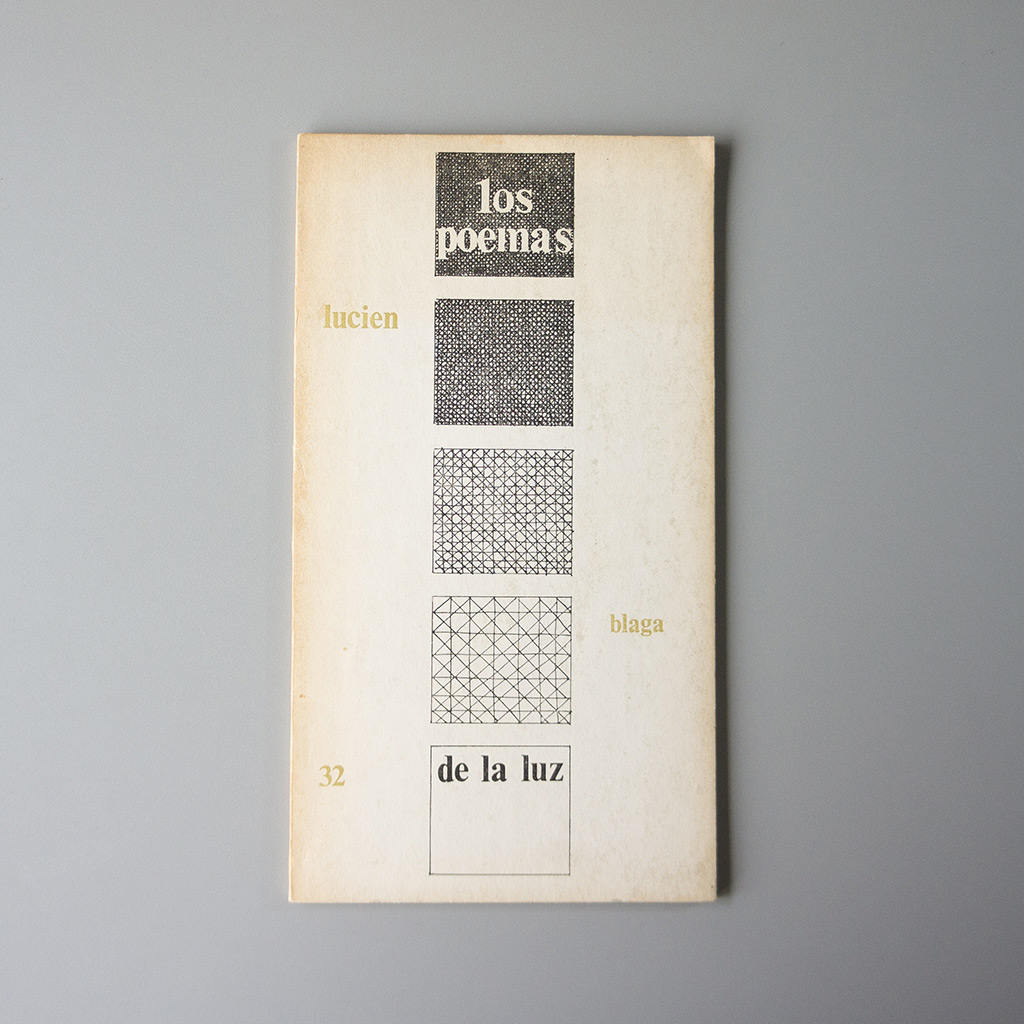 los
poemas
lucien
blaga
32
de la luz